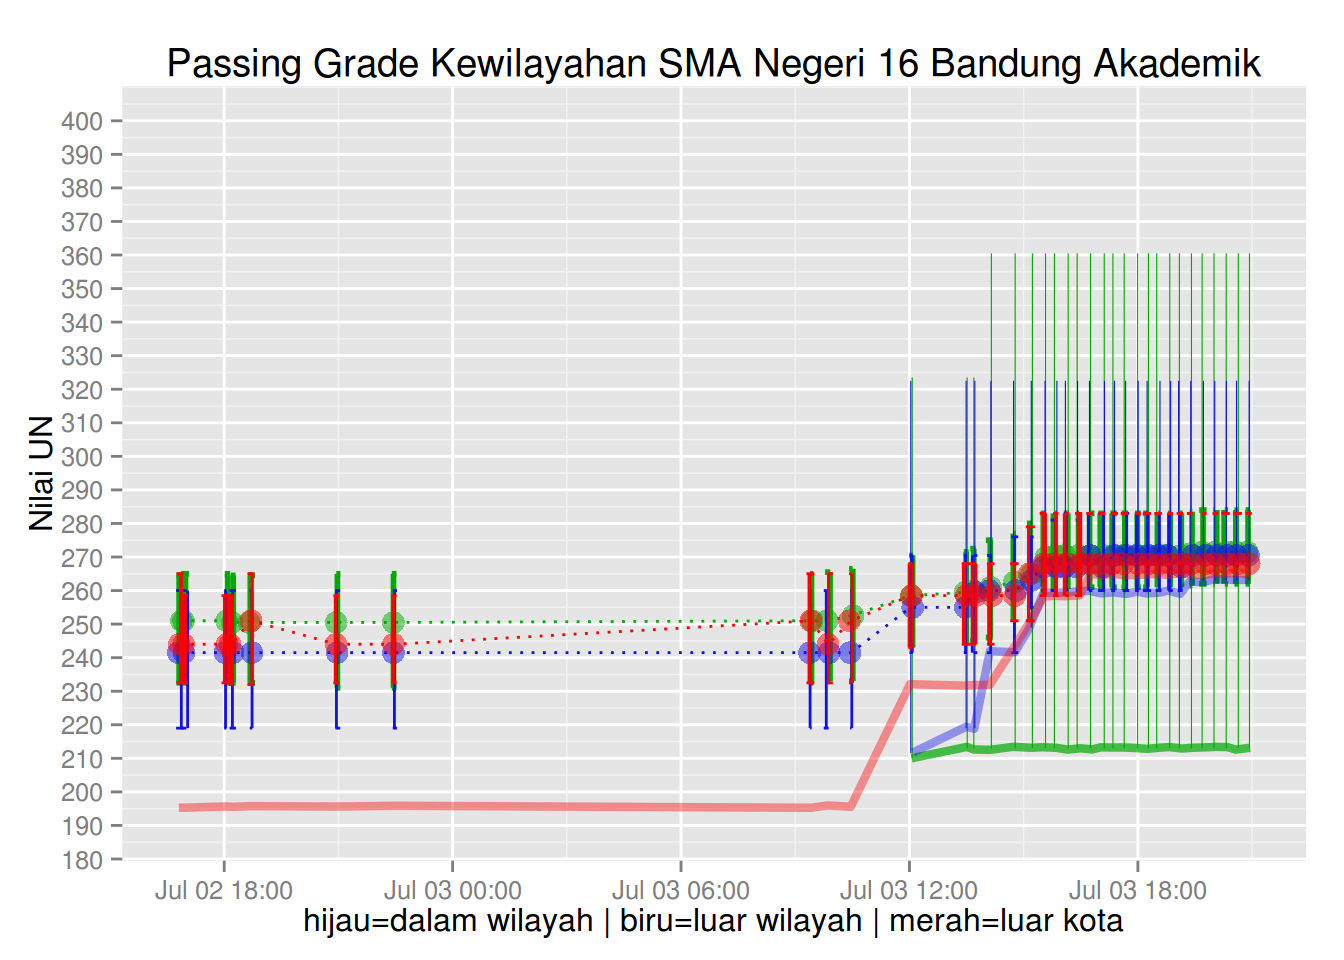 Passing Grade Kewilayahan SMA Negeri 16 Bandung Akademik
Nilai UN
400
390
380
370
360
350
340
330
320
310
300
290
280
270
260
250
240
230
220
210
200
190
180
Jul 02 18:00
Jul 03 00:00
Jul 03 06:00
Jul 03 12:00
Jul 03 18:00
hijau=dalam wilayah | biru=luar wilayah | merah=luar kota